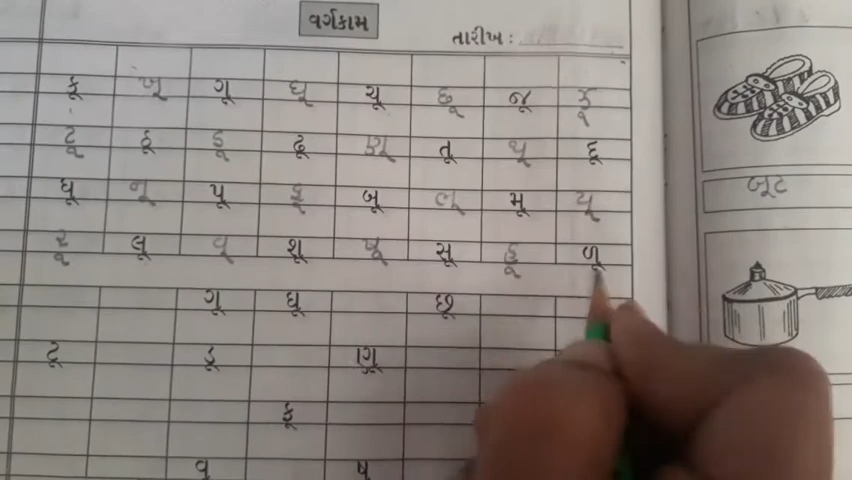 વર્ગકામ
તારીખ :
કૂ ખૂ ગૂ ઘૂ ચૂ છૂ જૂ ઝૂ
ટૂ ઠૂ ડૂ ઢૂ ણૂ તૂ થૂ દૂ
ધૂ નૂ પૂ ફૂ બૂ ભૂ મૂ યૂ
રૂ લૂ વૂ શૂ ષૂ સૂ હૂ ળૂ
ગૂ ઘૂ છૂ
ટૂ ડૂ ણૂ
ફૂ
બૂટ